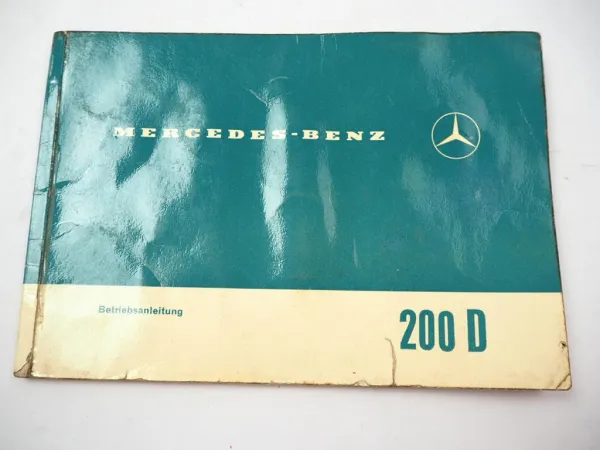 MERCEDES-BENZ
Betriebsanleitung
200 D